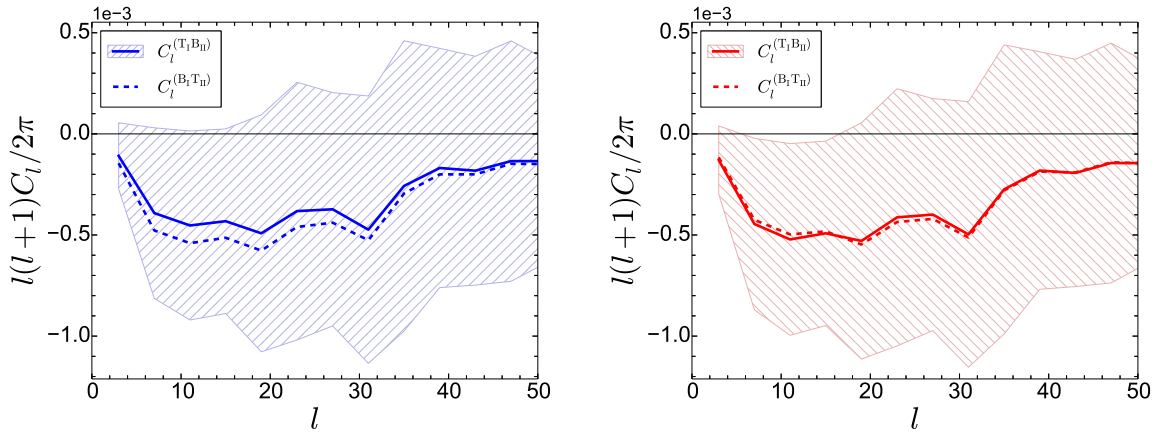 1e−3
0.5
0.0
−0.5
−1.0
l(l + 1)C_l/2π
C_l^{(T_I B_II)}
C_l^{(B_I T_II)}
0 10 20 30 40 50
l
1e−3
0.5
0.0
−0.5
−1.0
l(l + 1)C_l/2π
C_l^{(T_I B_II)}
C_l^{(B_I T_II)}
0 10 20 30 40 50
l